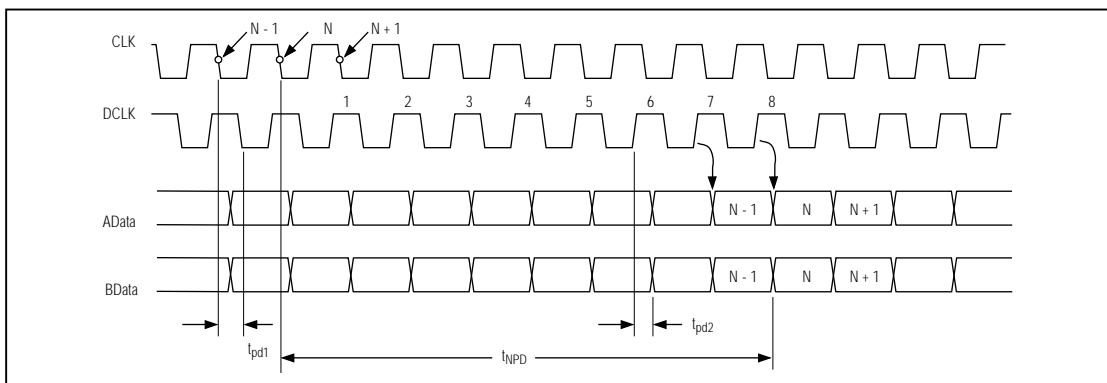 CLK
N - 1
N
N + 1
DCLK
1 2 3 4 5 6 7 8
AData
N - 1 N N + 1
BData
N - 1 N N + 1
tpd1
tNPD
tpd2